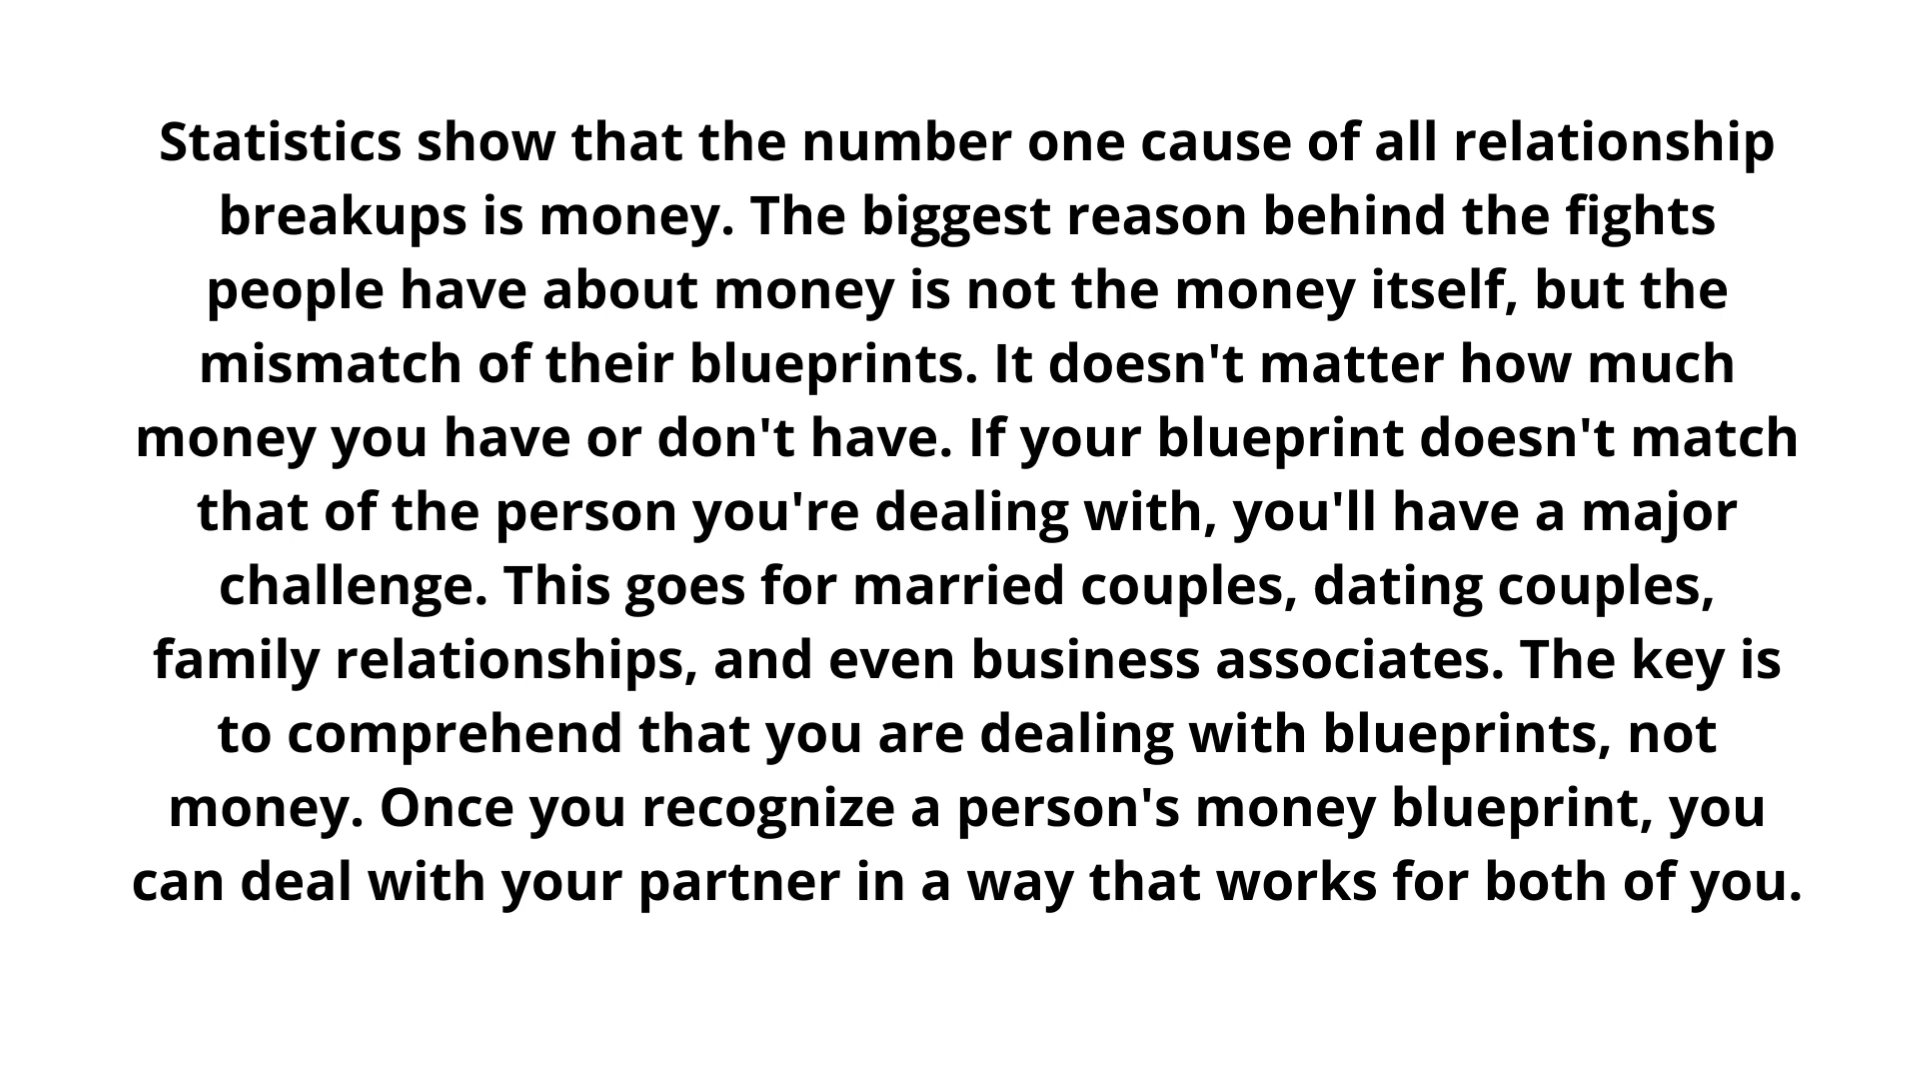 Statistics show that the number one cause of all relationship
breakups is money. The biggest reason behind the fights
people have about money is not the money itself, but the
mismatch of their blueprints. It doesn't matter how much
money you have or don't have. If your blueprint doesn't match
that of the person you're dealing with, you'll have a major
challenge. This goes for married couples, dating couples,
family relationships, and even business associates. The key is
to comprehend that you are dealing with blueprints, not
money. Once you recognize a person's money blueprint, you
can deal with your partner in a way that works for both of you.